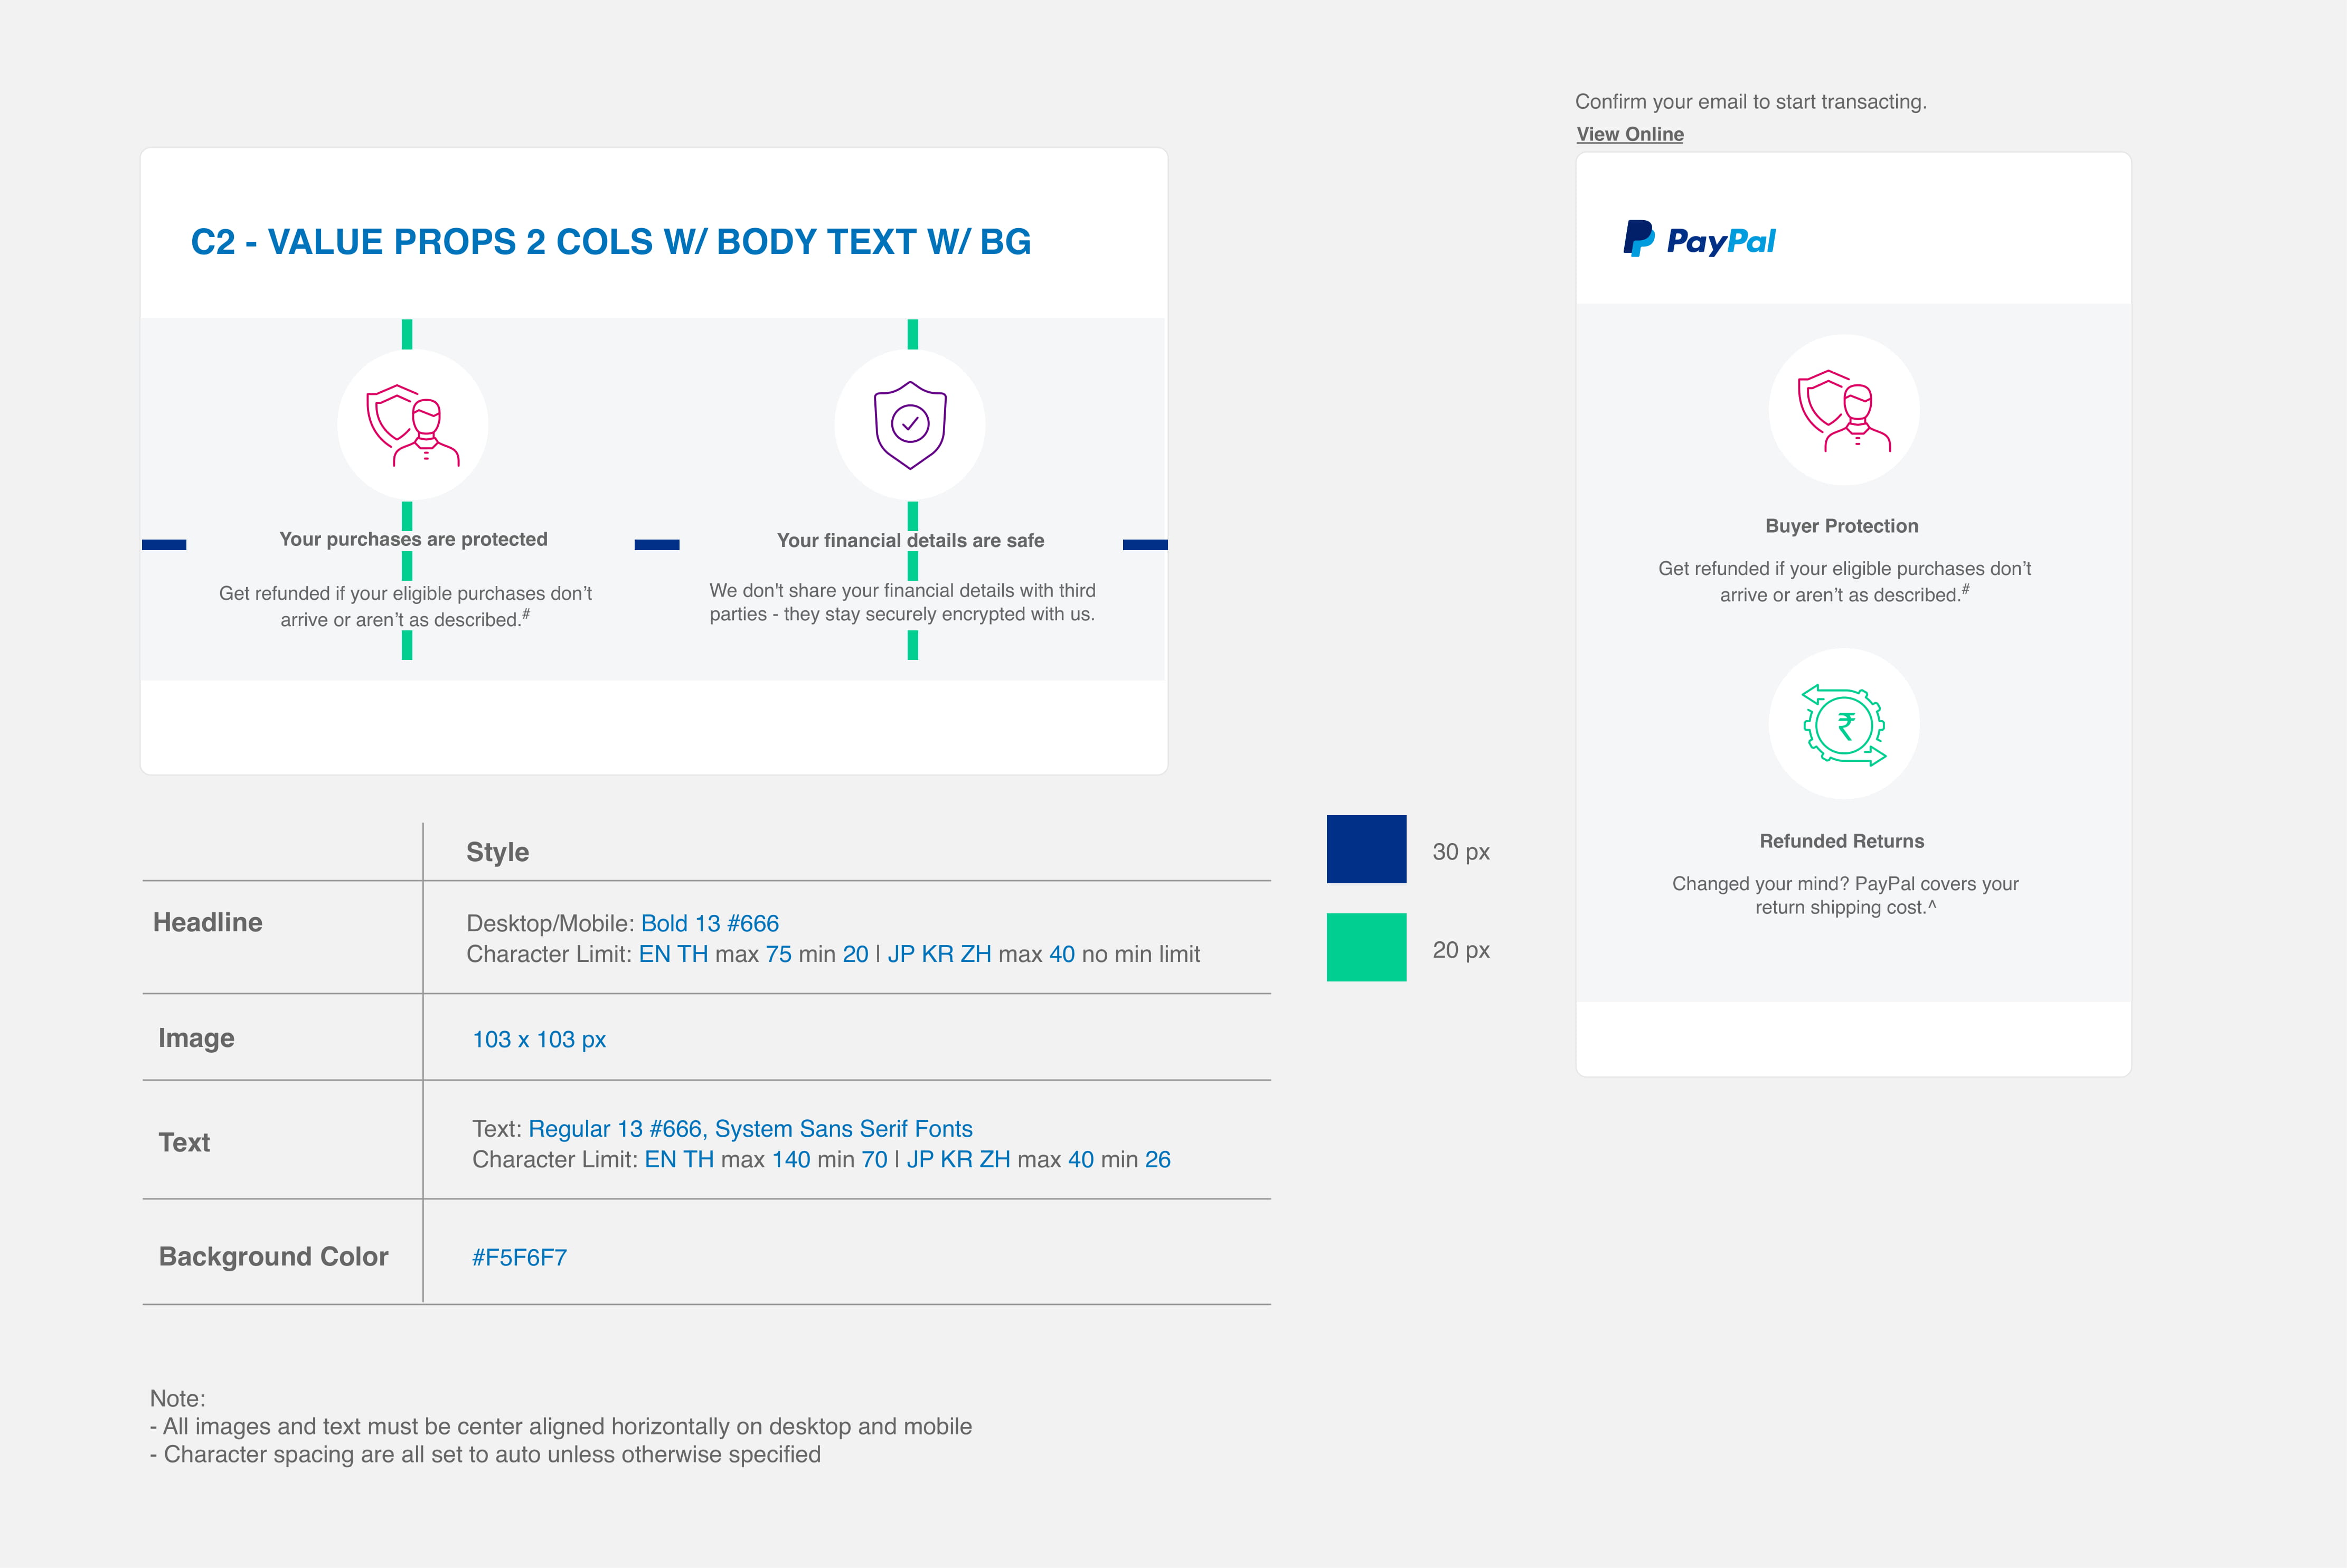 C2 - VALUE PROPS 2 COLS W/ BODY TEXT W/ BG
Your purchases are protected
Get refunded if your eligible purchases don’t
arrive or aren’t as described.#
Your financial details are safe
We don't share your financial details with third
parties - they stay securely encrypted with us.
Style
Headline
Desktop/Mobile: Bold 13 #666
Character Limit: EN TH max 75 min 20 | JP KR ZH max 40 no min limit
Image
103 x 103 px
Text
Text: Regular 13 #666, System Sans Serif Fonts
Character Limit: EN TH max 140 min 70 | JP KR ZH max 40 min 26
Background Color
#F5F6F7
Note:
- All images and text must be center aligned horizontally on desktop and mobile
- Character spacing are all set to auto unless otherwise specified
30 px
20 px
Confirm your email to start transacting.
View Online
PayPal
Buyer Protection
Get refunded if your eligible purchases don’t
arrive or aren’t as described.#
₹
Refunded Returns
Changed your mind? PayPal covers your
return shipping cost.^